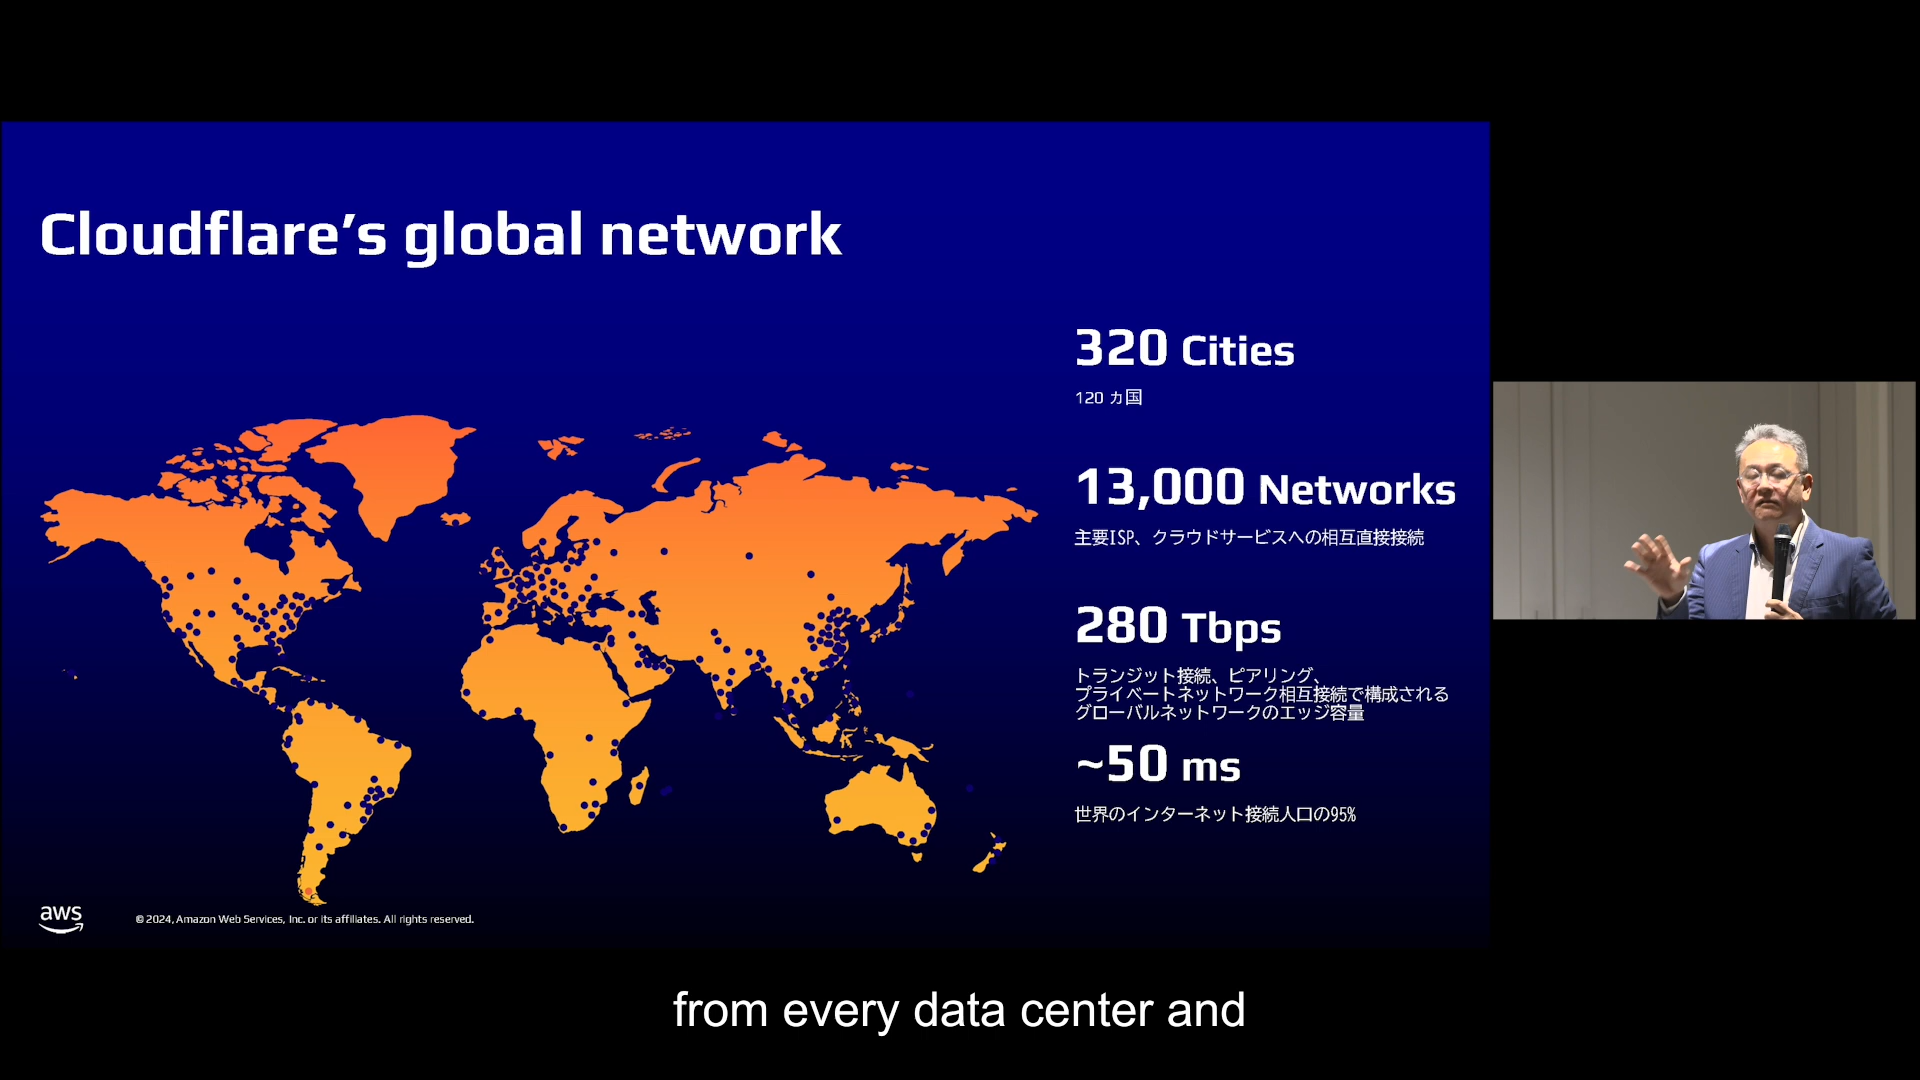 Cloudflare’s global network
320 Cities
120 カ国
13,000 Networks
主要ISP、クラウドサービスへの相互直接接続
280 Tbps
トランジット接続、ピアリング、
プライベートネットワーク相互接続で構成される
グローバルネットワークのエッジ容量
~50 ms
世界のインターネット接続人口の95%
aws
© 2024, Amazon Web Services, Inc. or its affiliates. All rights reserved.
from every data center and